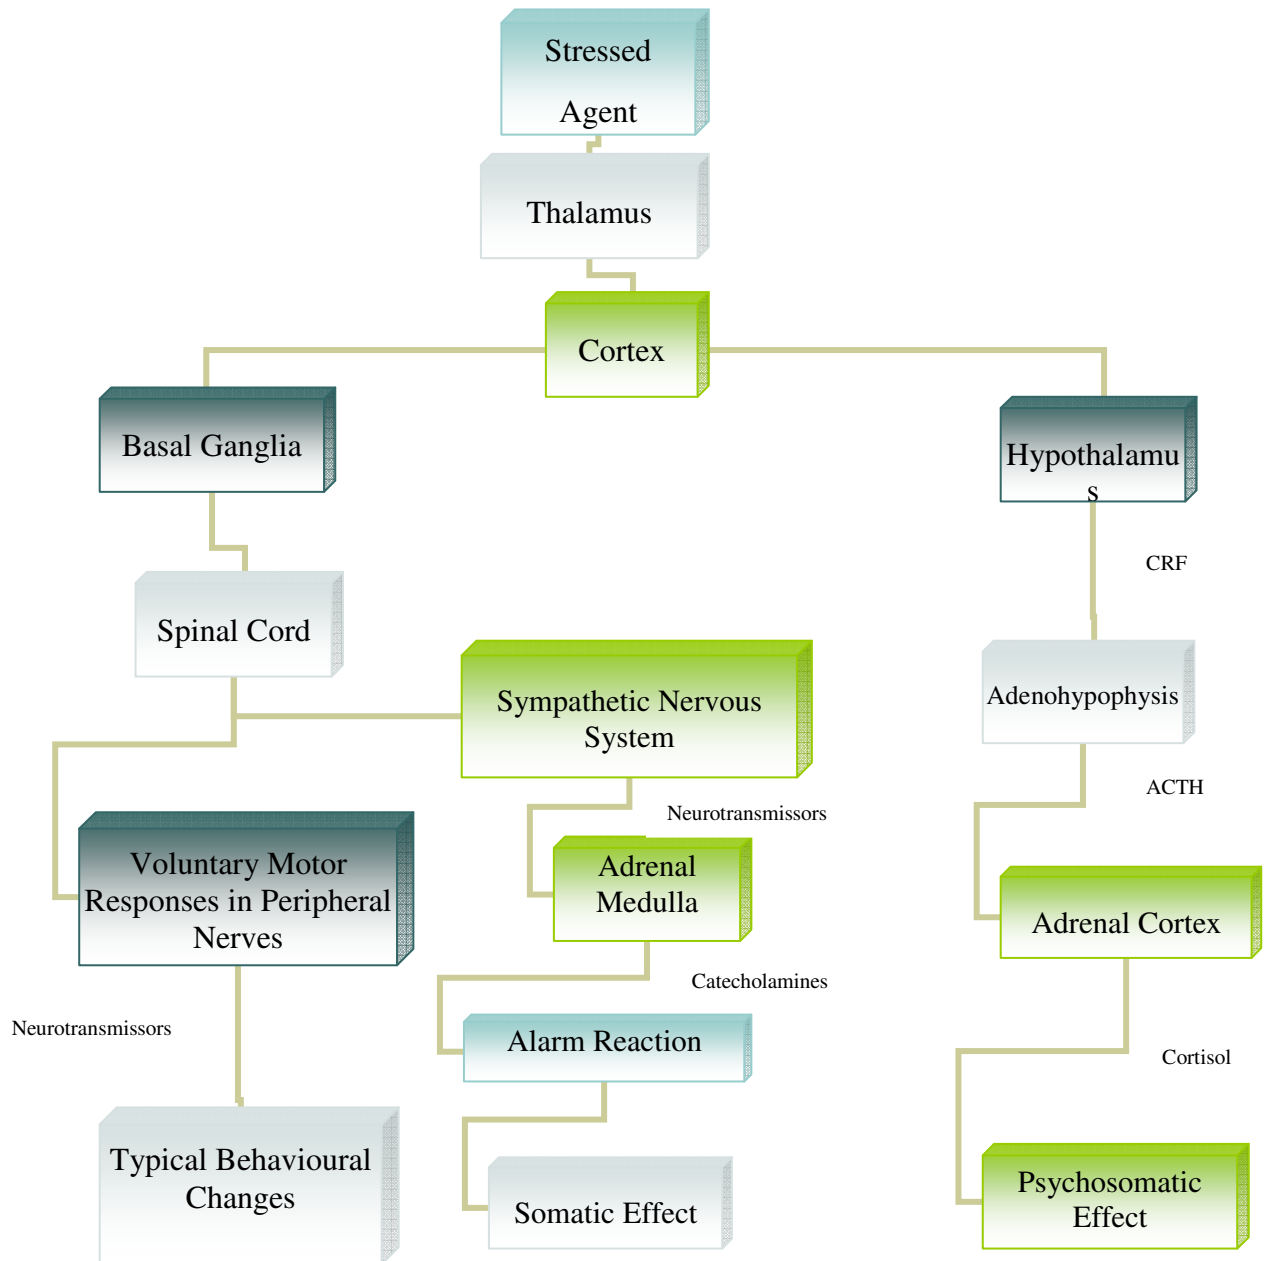 Stressed
Agent
Thalamus
Cortex
Basal Ganglia
Hypothalamu
s
CRF
Spinal Cord
Sympathetic Nervous
System
Adenohypophysis
ACTH
Neurotransmissors
Voluntary Motor
Responses in Peripheral
Nerves
Adrenal
Medulla
Adrenal Cortex
Catecholamines
Neurotransmissors
Alarm Reaction
Cortisol
Typical Behavioural
Changes
Somatic Effect
Psychosomatic
Effect